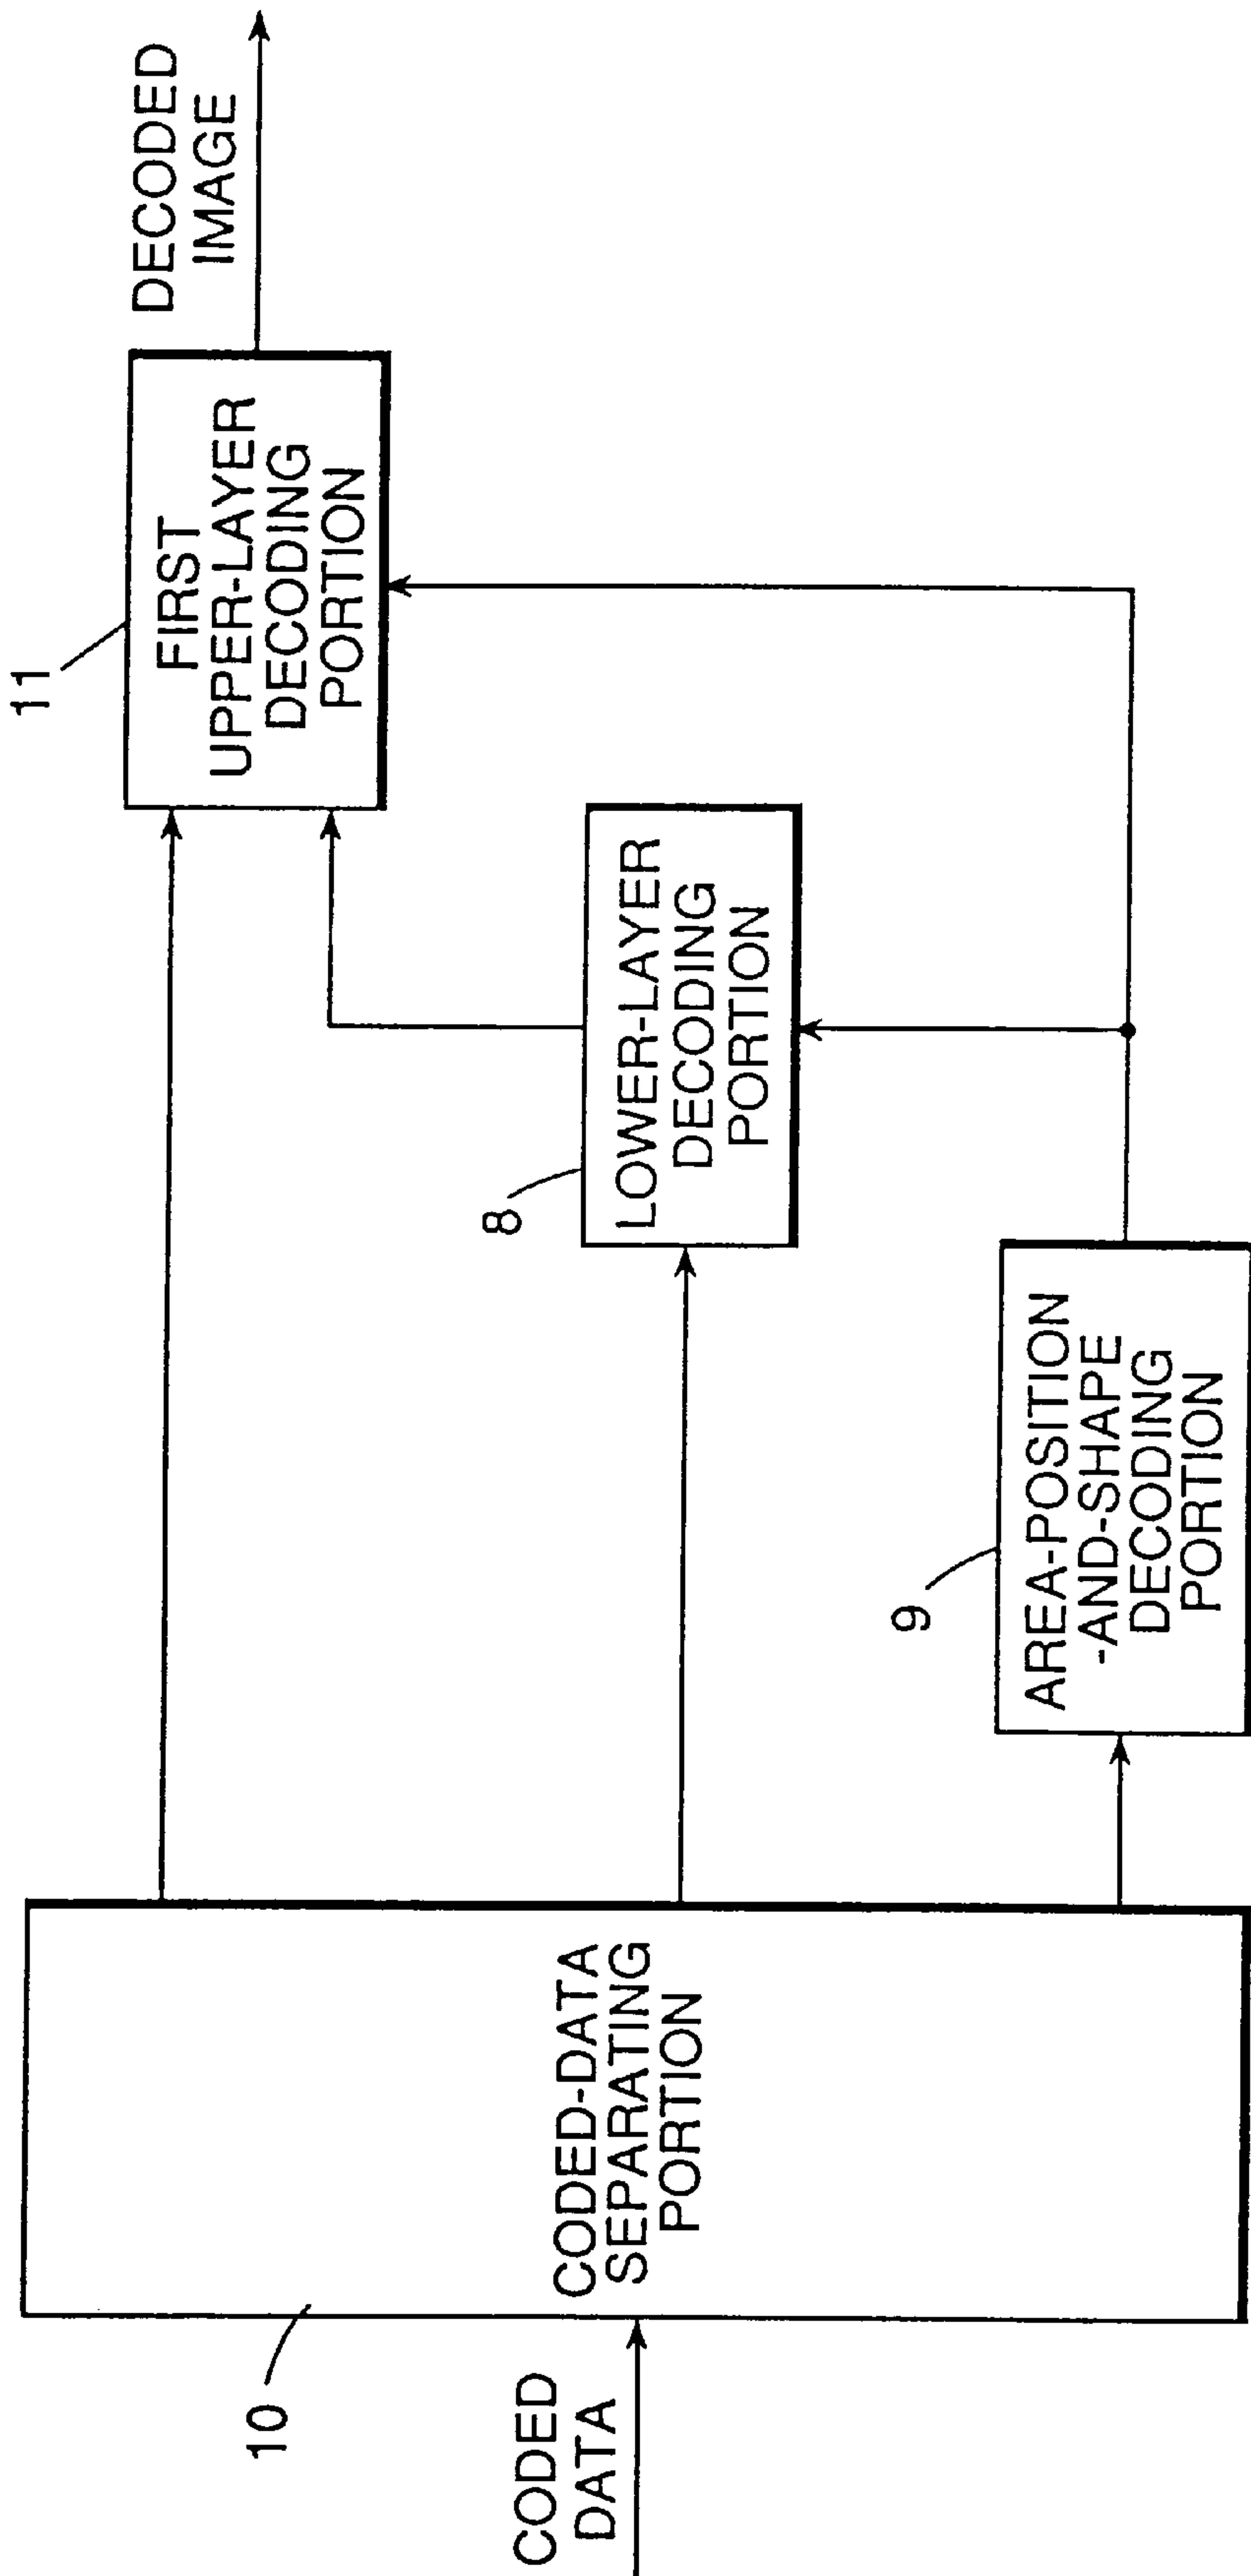 CODED
DATA
10
CODED-DATA
SEPARATING
PORTION
9
AREA-POSITION
-AND-SHAPE
DECODING
PORTION
8
LOWER-LAYER
DECODING
PORTION
11
FIRST
UPPER-LAYER
DECODING
PORTION
DECODED
IMAGE